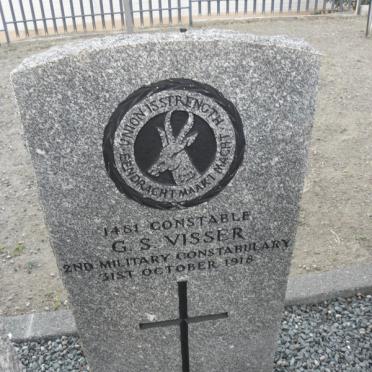 UNION IS STRENGTH
EENDRACHT MAAKT MACHT
1481 CONSTABLE
G. S. VISSER
2ND MILITARY CONSTABULARY
31ST OCTOBER 1918